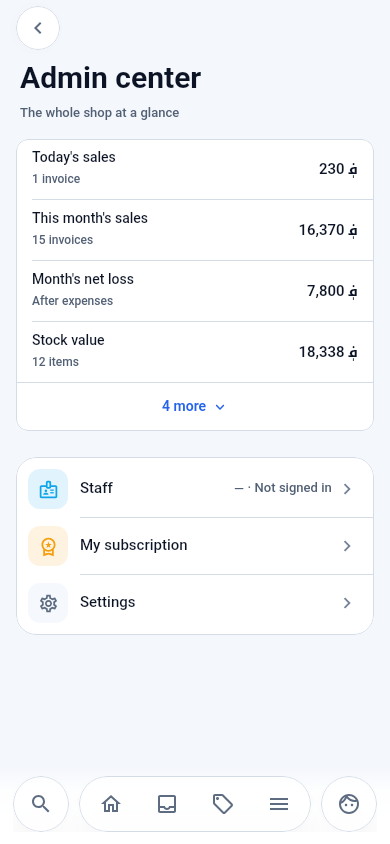 Admin center
The whole shop at a glance
Today's sales
1 invoice
230 ؋
This month's sales
15 invoices
16,370 ؋
Month's net loss
After expenses
7,800 ؋
Stock value
12 items
18,338 ؋
4 more
Staff
— · Not signed in
My subscription
Settings